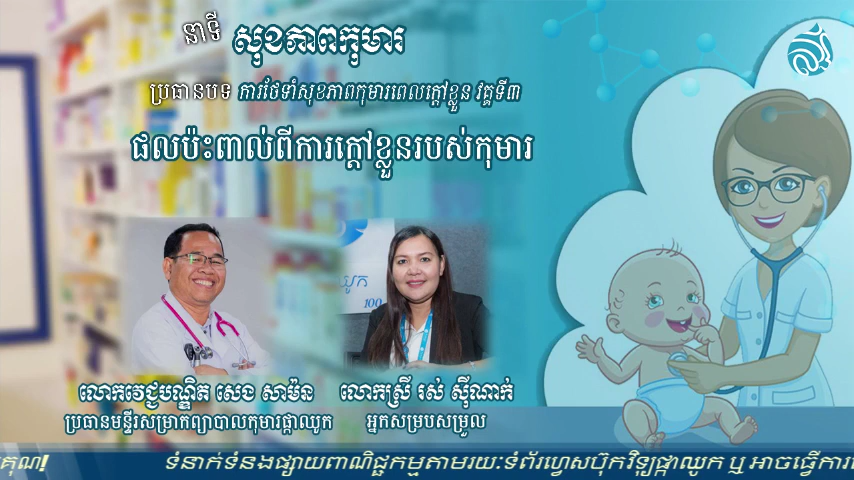 នាទី សុខភាពកុមារ
ប្រធានបទ ការថែទាំសុខភាពកុមារពេលក្តៅខ្លួន វគ្គទី៣
ផលប៉ះពាល់ពីការក្តៅខ្លួនរបស់កុមារ
ឈូក
100
លោកវេជ្ជបណ្ឌិត សេង សាម៉ន
លោកស្រី រស់ ស៊ីណាក់
ប្រធានមន្ទីរសម្រាកព្យាបាលកុមារផ្កាឈូក
អ្នកសម្របសម្រួល
គុណ! ទំនាក់ទំនងផ្សាយពាណិជ្ជកម្មតាមរយៈទំព័រហ្វេសប៊ុកវិទ្យុផ្កាឈូក ឬ អាចធ្វើការ